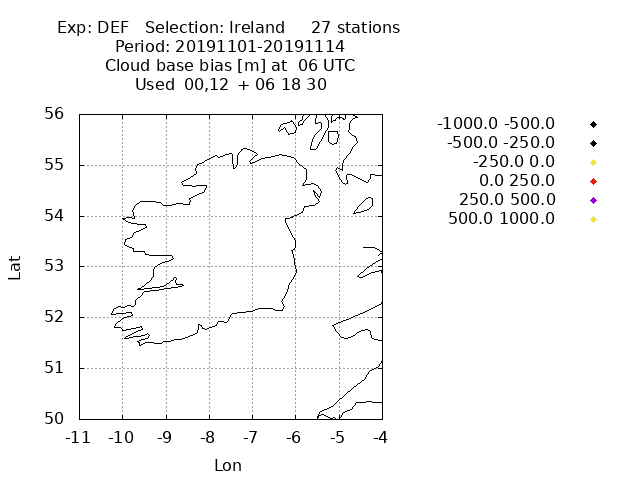 Exp: DEF   Selection: Ireland     27 stations
Period: 20191101-20191114
Cloud base bias [m] at  06 UTC
Used  00,12  + 06 18 30
-1000.0 -500.0
-500.0 -250.0
-250.0 0.0
0.0 250.0
250.0 500.0
500.0 1000.0
56
55
54
53
52
51
50
Lat
-11 -10 -9 -8 -7 -6 -5 -4
Lon